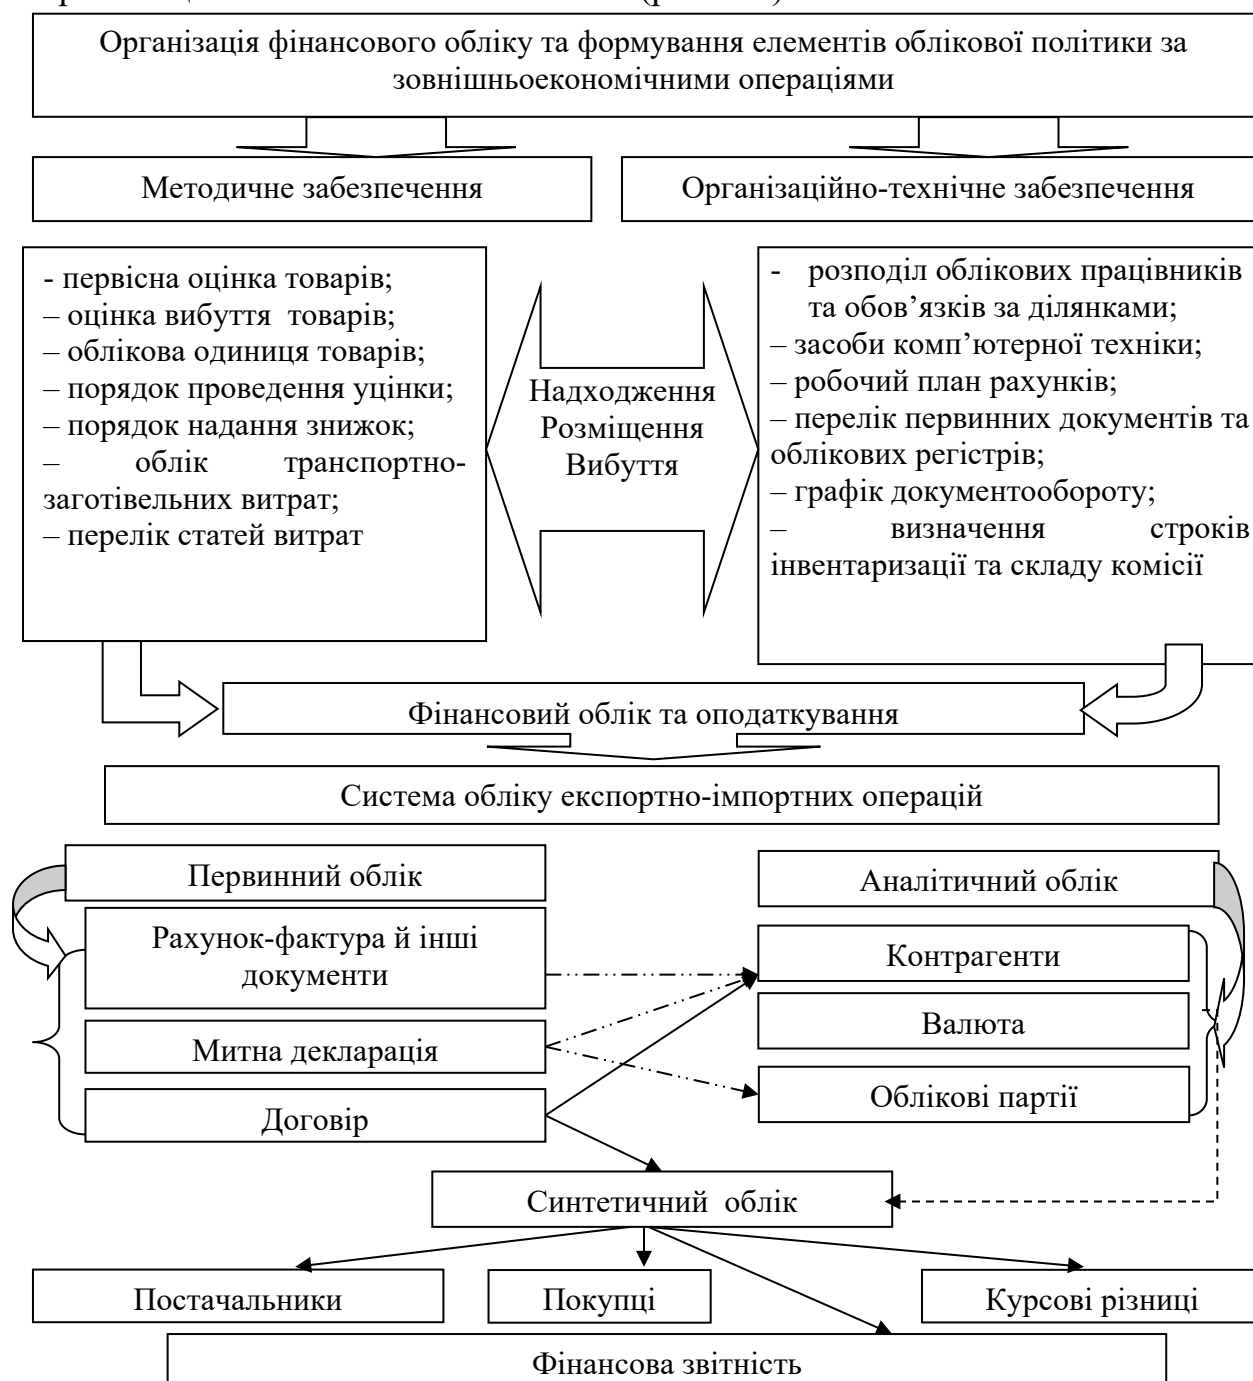 Організація фінансового обліку та формування елементів облікової політики за
зовнішньоекономічними операціями
Методичне забезпечення
Організаційно-технічне забезпечення
- первісна оцінка товарів;
– оцінка вибуття товарів;
– облікова одиниця товарів;
– порядок проведення уцінки;
– порядок надання знижок;
– облік транспортно-
заготівельних витрат;
– перелік статей витрат
Надходження
Розміщення
Вибуття
- розподіл облікових працівників
та обов’язків за ділянками;
– засоби комп’ютерної техніки;
– робочий план рахунків;
– перелік первинних документів та
облікових регістрів;
– графік документообороту;
– визначення строків
інвентаризації та складу комісії
Фінансовий облік та оподаткування
Система обліку експортно-імпортних операцій
Первинний облік
Аналітичний облік
Рахунок-фактура й інші
документи
Контрагенти
Валюта
Митна декларація
Облікові партії
Договір
Синтетичний облік
Постачальники
Покупці
Курсові різниці
Фінансова звітність